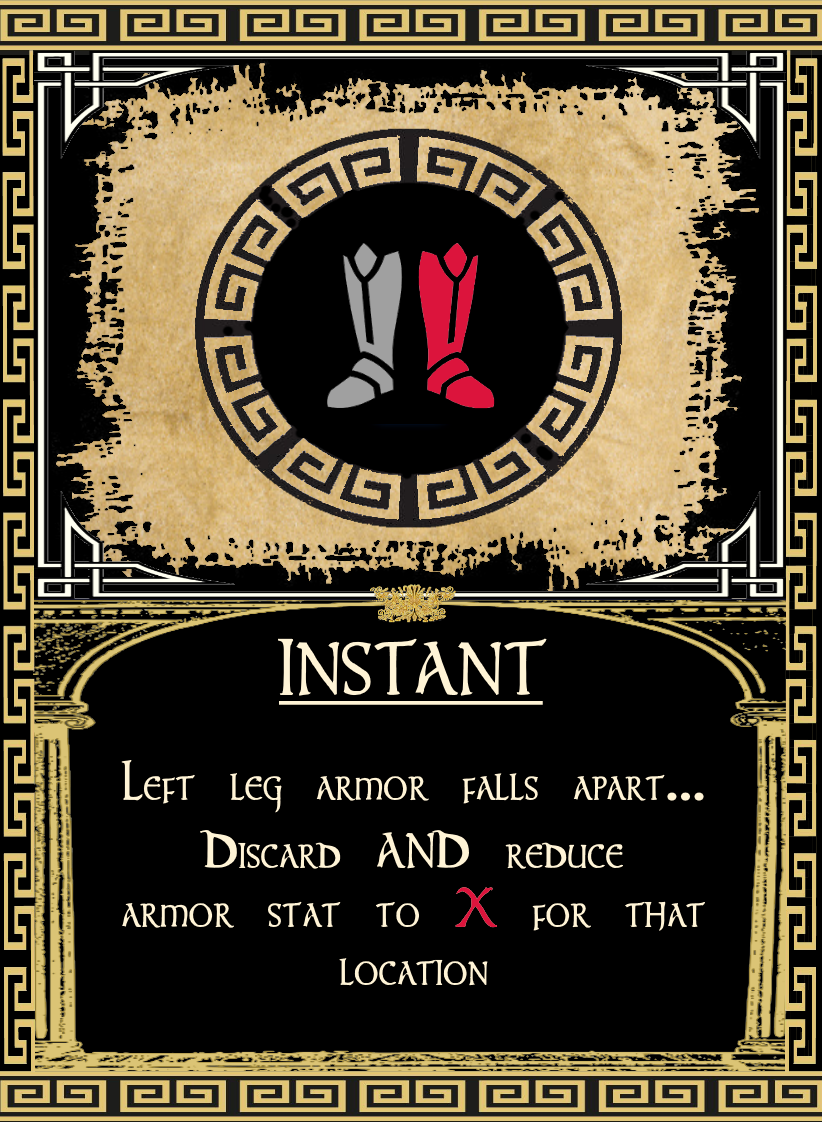 INSTANT
LEFT LEG ARMOR FALLS APART...
DISCARD AND REDUCE
ARMOR STAT TO X FOR THAT
LOCATION